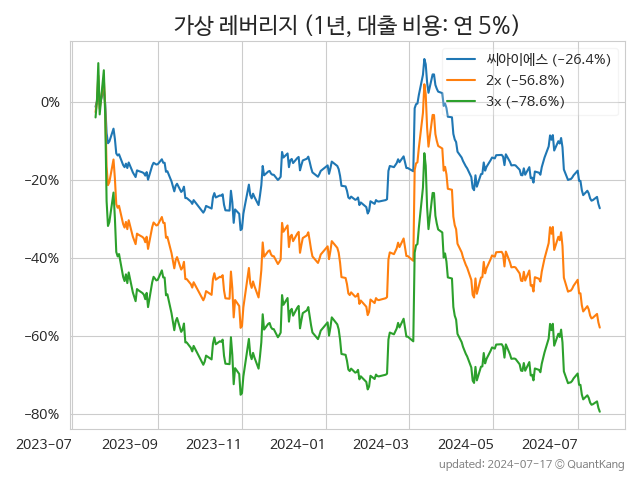 가상 레버리지 (1년, 대출 비용: 연 5%)
씨아이에스 (−26.4%)
2x (−56.8%)
3x (−78.6%)
0%
−20%
−40%
−60%
−80%
2023-07 2023-09 2023-11 2024-01 2024-03 2024-05 2024-07
updated: 2024-07-17 © QuantKang